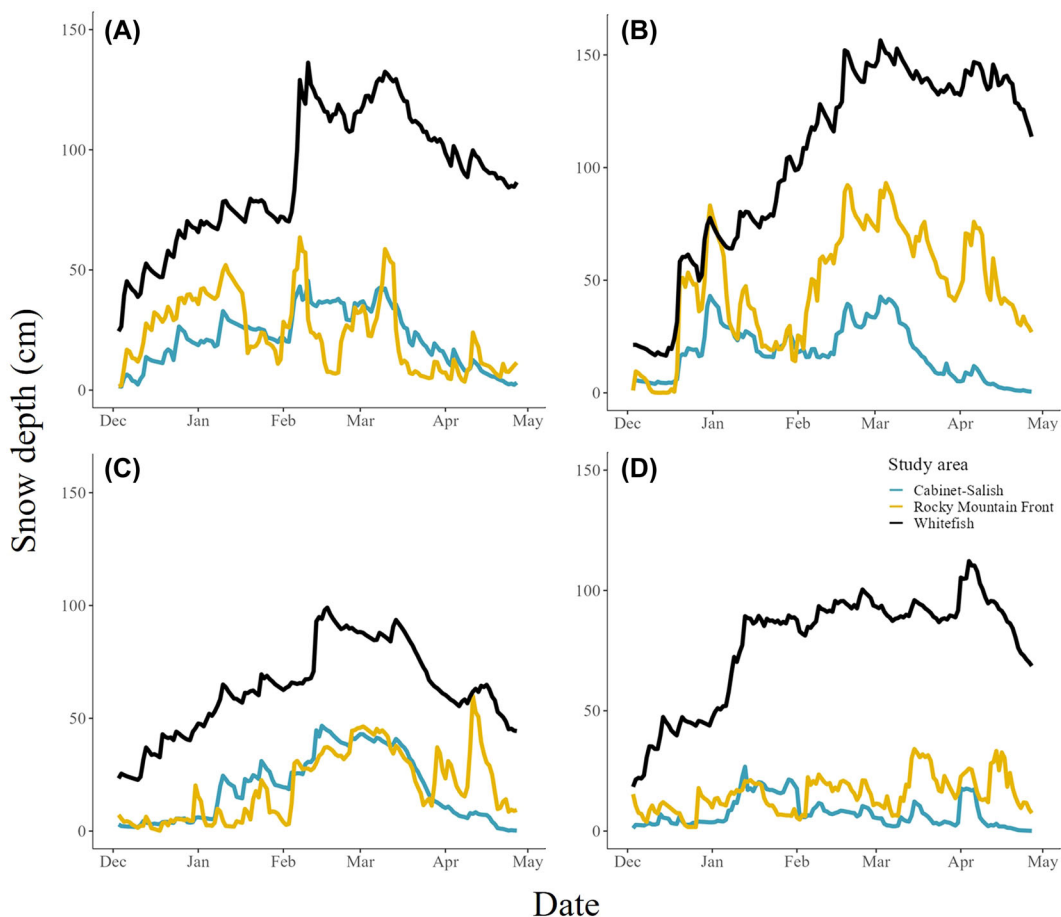 Snow depth (cm)
(A)
150
100
50
0
Dec Jan Feb Mar Apr May
(B)
150
100
50
0
Dec Jan Feb Mar Apr May
(C)
150
100
50
0
Dec Jan Feb Mar Apr May
(D)
150
100
50
0
Study area
Cabinet-Salish
Rocky Mountain Front
Whitefish
Dec Jan Feb Mar Apr May
Date